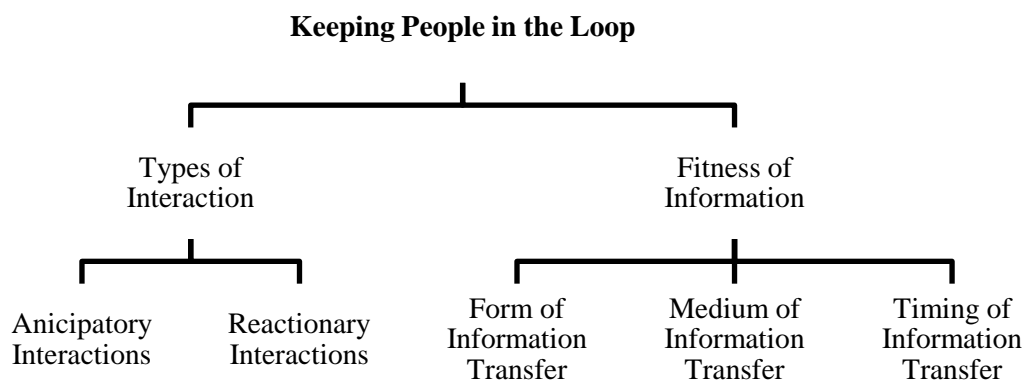 Keeping People in the Loop
Types of
Interaction
Fitness of
Information
Anicipatory
Interactions
Reactionary
Interactions
Form of
Information
Transfer
Medium of
Information
Transfer
Timing of
Information
Transfer